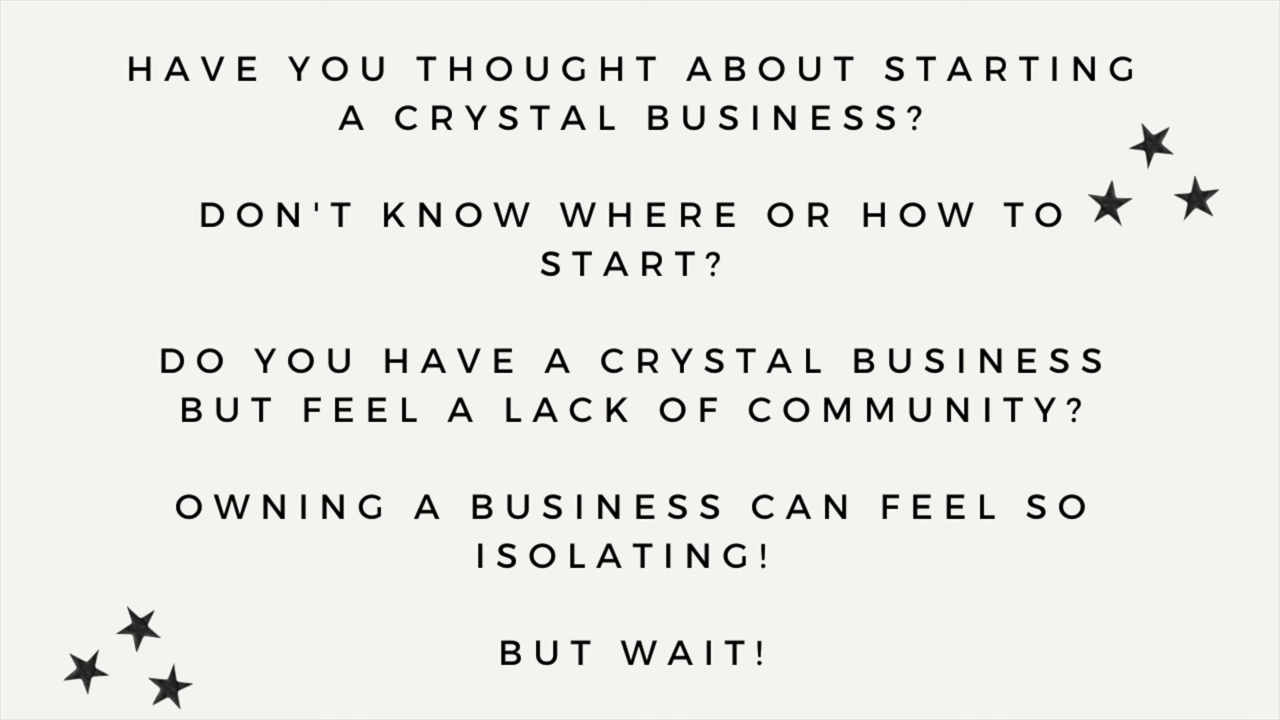 HAVE YOU THOUGHT ABOUT STARTING
A CRYSTAL BUSINESS?
DON'T KNOW WHERE OR HOW TO
START?
DO YOU HAVE A CRYSTAL BUSINESS
BUT FEEL A LACK OF COMMUNITY?
OWNING A BUSINESS CAN FEEL SO
ISOLATING!
BUT WAIT!